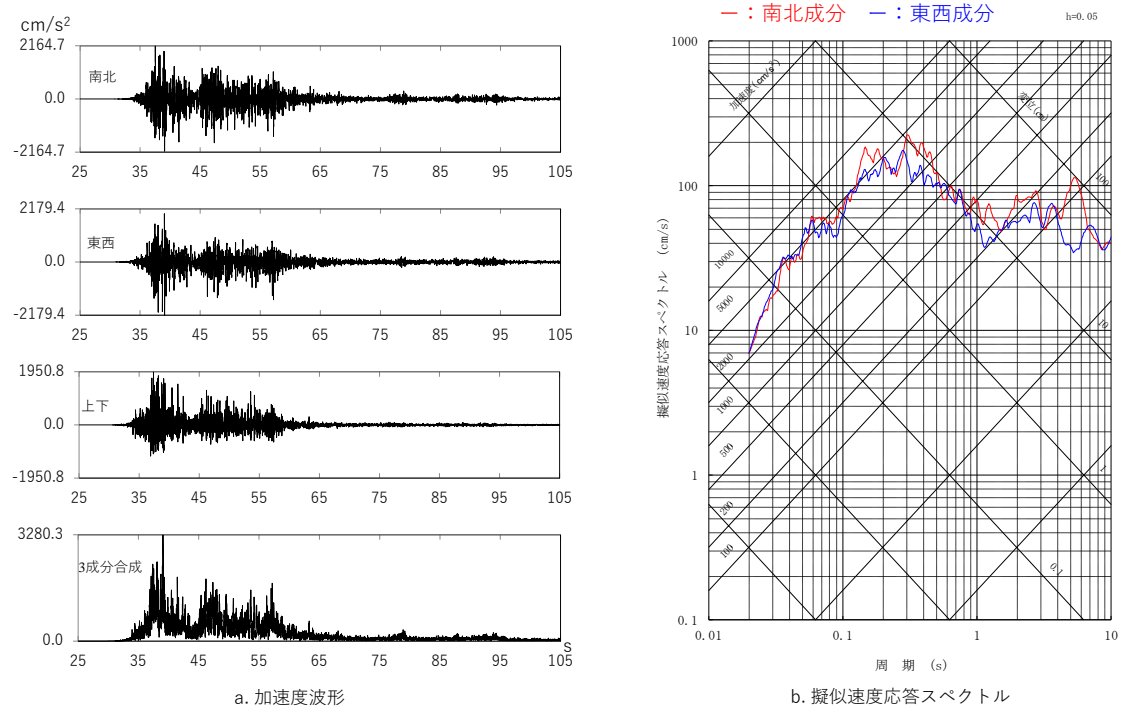 cm/s²
2164.7
南北
0.0
-2164.7
25 35 45 55 65 75 85 95 105
2179.4
東西
0.0
-2179.4
25 35 45 55 65 75 85 95 105
1950.8
上下
0.0
-1950.8
25 35 45 55 65 75 85 95 105
3280.3
3成分合成
0.0
s
25 35 45 55 65 75 85 95 105
a. 加速度波形
ー：南北成分 ー：東西成分
h=0.05
1000
100
10
1
0.1
擬似速度応答スペクトル (cm/s)
加速度(cm/s²)
変位(cm)
10000
5000
2000
1000
500
200
100
100
10
1
0.1
0.01 0.1 1 10
周 期 (s)
b. 擬似速度応答スペクトル